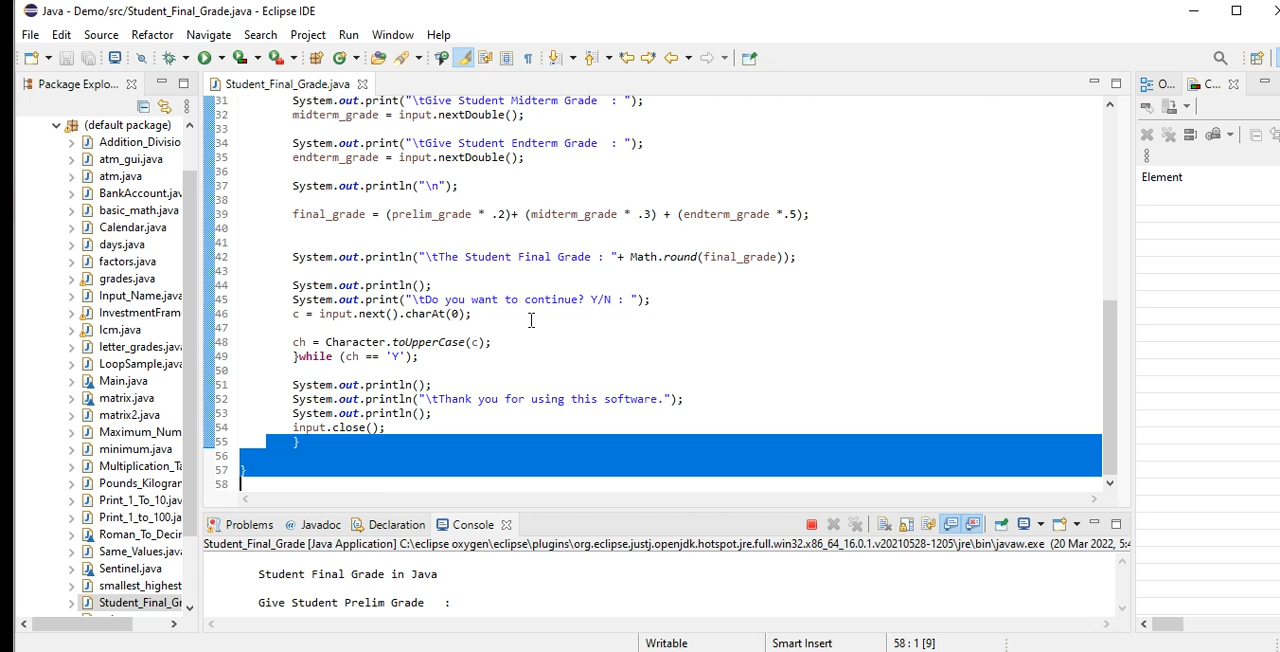 Java - Demo/src/Student_Final_Grade.java - Eclipse IDE
File Edit Source Refactor Navigate Search Project Run Window Help
Package Explo...
Student_Final_Grade.java
O... C...
(default package)
Addition_Divisio
atm_gui.java
atm.java
BankAccount.jav
basic_math.java
Calendar.java
days.java
factors.java
grades.java
Input_Name.java
InvestmentFram
lcm.java
letter_grades.java
LoopSample.java
Main.java
matrix.java
matrix2.java
Maximum_Num
minimum.java
Multiplication_Ta
Pounds_Kilogran
Print_1_To_10.jav
Print_1_to_100.ja
Roman_To_Decir
Same_Values.java
Sentinel.java
smallest_highest
Student_Final_Gr
31 System.out.print("\tGive Student Midterm Grade  : ");
32 midterm_grade = input.nextDouble();
33
34 System.out.print("\tGive Student Endterm Grade  : ");
35 endterm_grade = input.nextDouble();
36
37 System.out.println("\n");
38
39 final_grade = (prelim_grade * .2)+ (midterm_grade * .3) + (endterm_grade *.5);
40
41
42 System.out.println("\tThe Student Final Grade : "+ Math.round(final_grade));
43
44 System.out.println();
45 System.out.print("\tDo you want to continue? Y/N : ");
46 c = input.next().charAt(0);
47
48 ch = Character.toUpperCase(c);
49 }while (ch == 'Y');
50
51 System.out.println();
52 System.out.println("\tThank you for using this software.");
53 System.out.println();
54 input.close();
55 }
56
57 }
58
Element
Problems Javadoc Declaration Console
Student_Final_Grade [Java Application] C:\eclipse oxygen\eclipse\plugins\org.eclipse.justj.openjdk.hotspot.jre.full.win32.x86_64_16.0.1.v20210528-1205\jre\bin\javaw.exe (20 Mar 2022, 5:4
Student Final Grade in Java
Give Student Prelim Grade   :
Writable Smart Insert 58 : 1 [9]